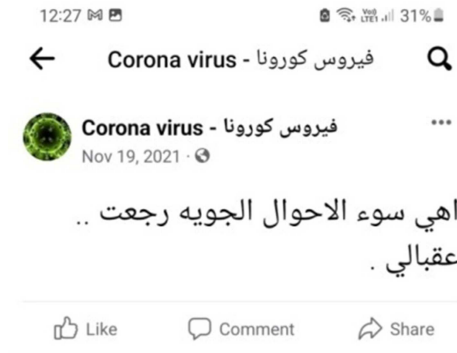 12:27 31%
Corona virus - فيروس كورونا
Corona virus - فيروس كورونا
Nov 19, 2021 ·
اهي سوء الاحوال الجويه رجعت ..
عقبالي .
Like Comment Share